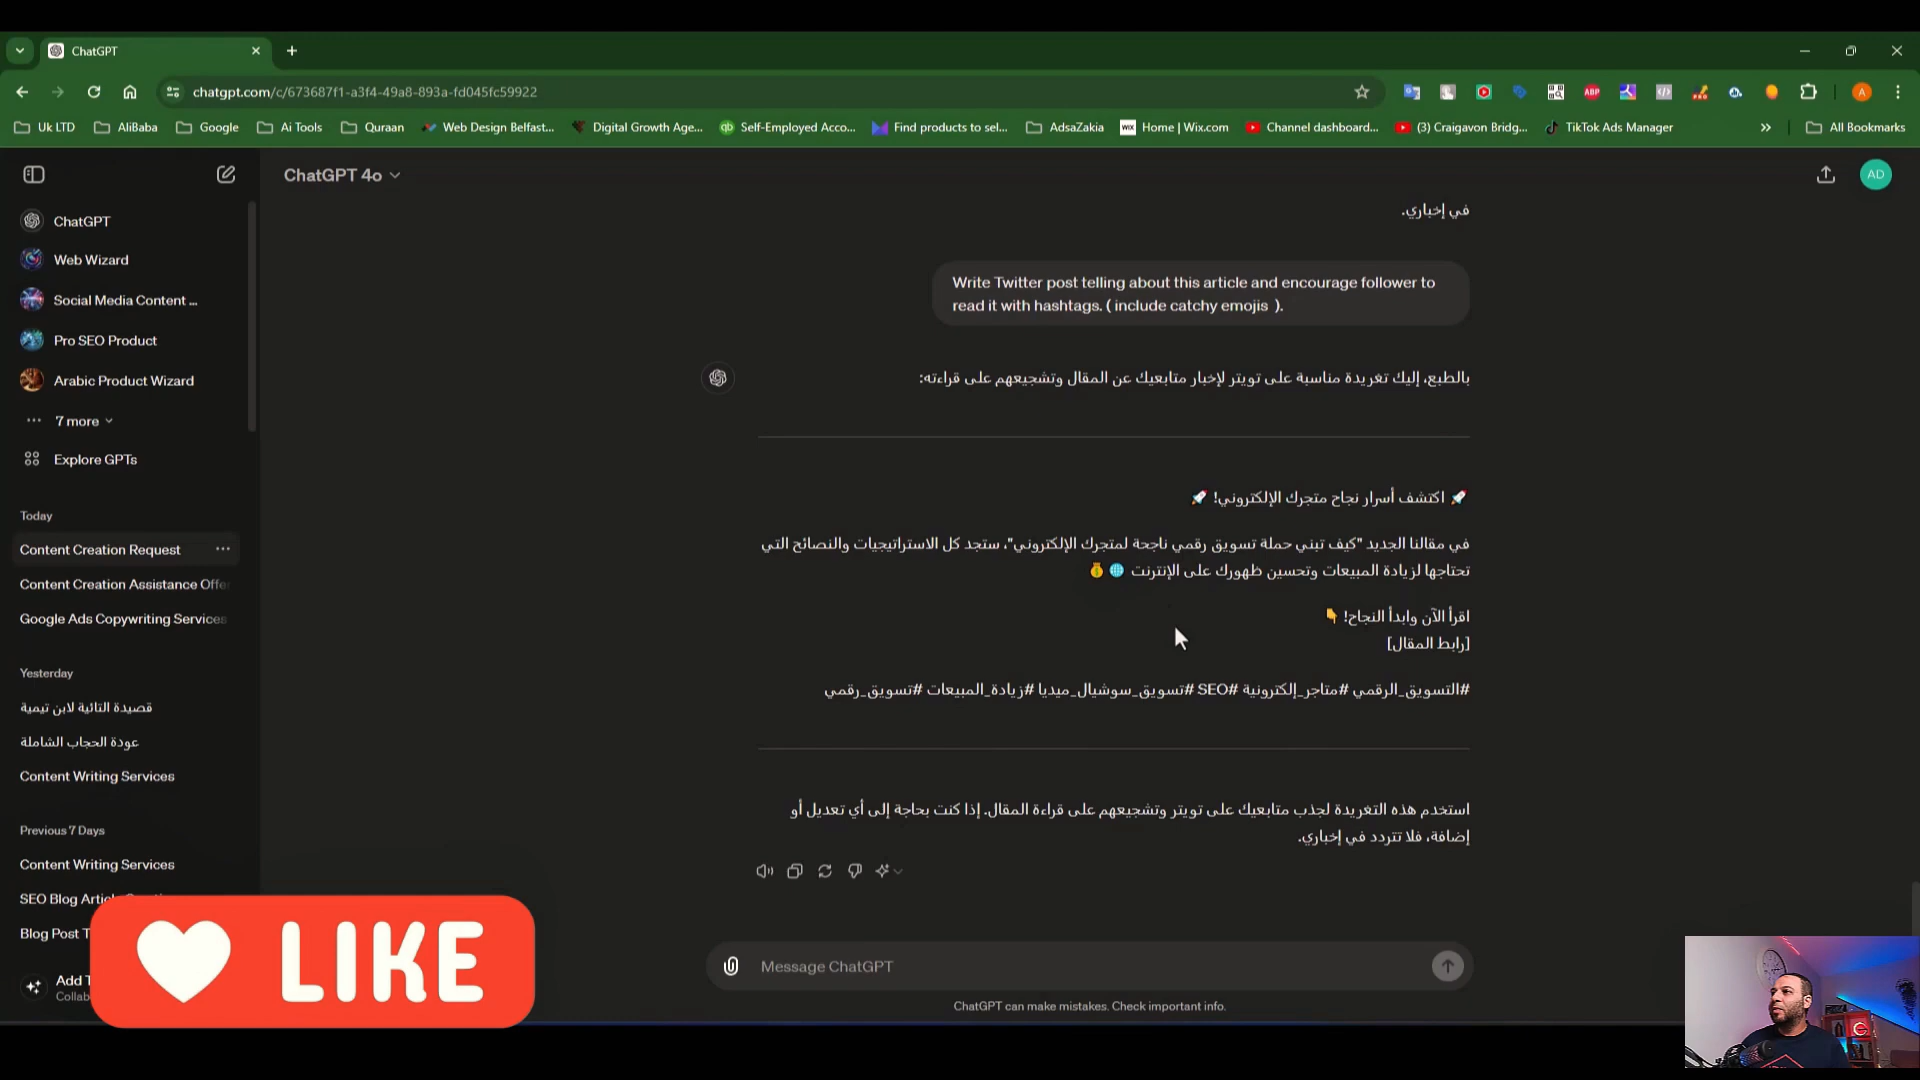 ChatGPT
chatgpt.com/c/673687f1-a3f4-49a8-893a-fd045fc59922
Uk LTD
AliBaba
Google
Ai Tools
Quraan
Web Design Belfast...
Digital Growth Age...
Self-Employed Acco...
Find products to sel...
AdsaZakia
Home | Wix.com
Channel dashboard...
(3) Craigavon Bridg...
TikTok Ads Manager
All Bookmarks
ChatGPT 4o
AD
ChatGPT
Web Wizard
Social Media Content ...
Pro SEO Product
Arabic Product Wizard
7 more
Explore GPTs
Today
Content Creation Request
Content Creation Assistance Offe
Google Ads Copywriting Services
Yesterday
قصيدة التائية لابن تيمية
عودة الحجاب الشاملة
Content Writing Services
Previous 7 Days
Content Writing Services
SEO Blog Artic
Blog Post T
Add T
Collab
LIKE
في إخباري.
Write Twitter post telling about this article and encourage follower to
read it with hashtags. ( include catchy emojis ).
بالطبع، إليك تغريدة مناسبة على تويتر لإخبار متابعيك عن المقال وتشجيعهم على قراءته:
🚀 اكتشف أسرار نجاح متجرك الإلكتروني! 🚀
في مقالنا الجديد "كيف تبني حملة تسويق رقمي ناجحة لمتجرك الإلكتروني"، ستجد كل الاستراتيجيات والنصائح التي
تحتاجها لزيادة المبيعات وتحسين ظهورك على الإنترنت 🌐💰
اقرأ الآن وابدأ النجاح! 👇
[رابط المقال]
#التسويق_الرقمي #متاجر_إلكترونية #SEO #تسويق_سوشيال_ميديا #زيادة_المبيعات #تسويق_رقمي
استخدم هذه التغريدة لجذب متابعيك على تويتر وتشجيعهم على قراءة المقال. إذا كنت بحاجة إلى أي تعديل أو
إضافة، فلا تتردد في إخباري.
Message ChatGPT
ChatGPT can make mistakes. Check important info.